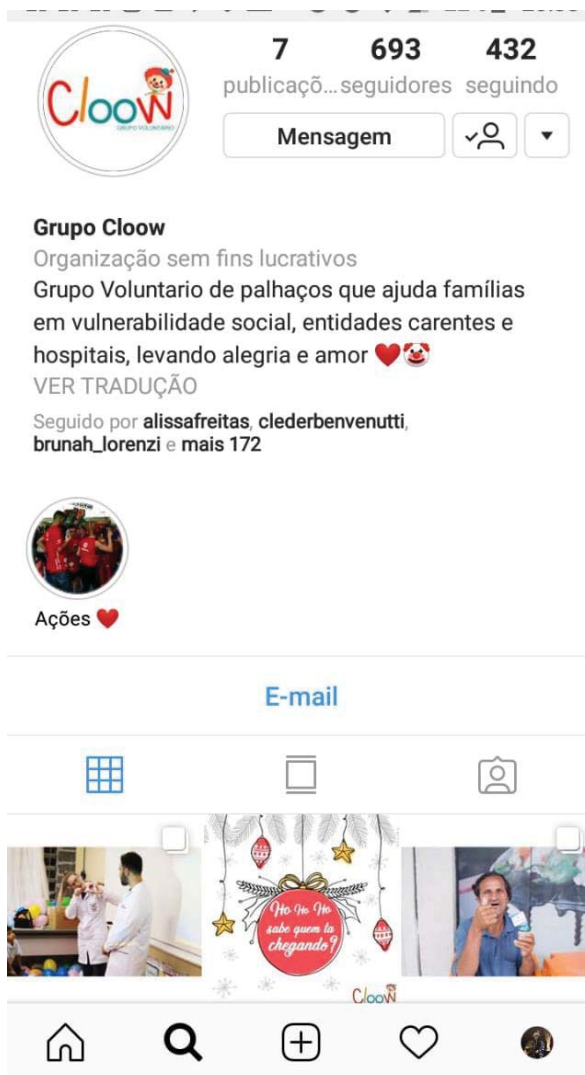 Cloow
GRUPO VOLUNTARIO
7 693 432
publicaçõ... seguidores seguindo
Mensagem
Grupo Cloow
Organização sem fins lucrativos
Grupo Voluntario de palhaços que ajuda famílias
em vulnerabilidade social, entidades carentes e
hospitais, levando alegria e amor ❤️🤡
VER TRADUÇÃO
Seguido por alissafreitas, clederbenvenutti,
brunah_lorenzi e mais 172
Ações ❤️
E-mail
Ho Ho Ho
sabe quem ta
chegando?
Cloow